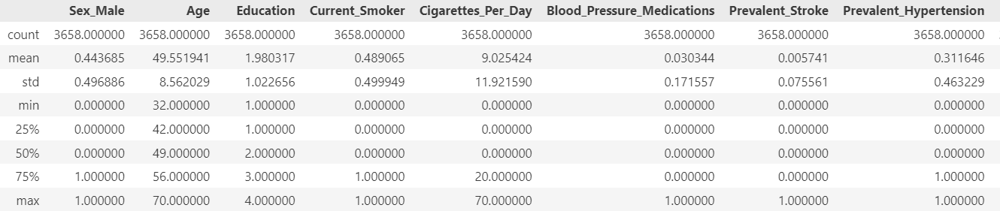 Sex_Male Age Education Current_Smoker Cigarettes_Per_Day Blood_Pressure_Medications Prevalent_Stroke Prevalent_Hypertension
count 3658.000000 3658.000000 3658.000000 3658.000000 3658.000000 3658.000000 3658.000000 3658.000000
mean 0.443685 49.551941 1.980317 0.489065 9.025424 0.030344 0.005741 0.311646
std 0.496886 8.562029 1.022656 0.499949 11.921590 0.171557 0.075561 0.463229
min 0.000000 32.000000 1.000000 0.000000 0.000000 0.000000 0.000000 0.000000
25% 0.000000 42.000000 1.000000 0.000000 0.000000 0.000000 0.000000 0.000000
50% 0.000000 49.000000 2.000000 0.000000 0.000000 0.000000 0.000000 0.000000
75% 1.000000 56.000000 3.000000 1.000000 20.000000 0.000000 0.000000 1.000000
max 1.000000 70.000000 4.000000 1.000000 70.000000 1.000000 1.000000 1.000000